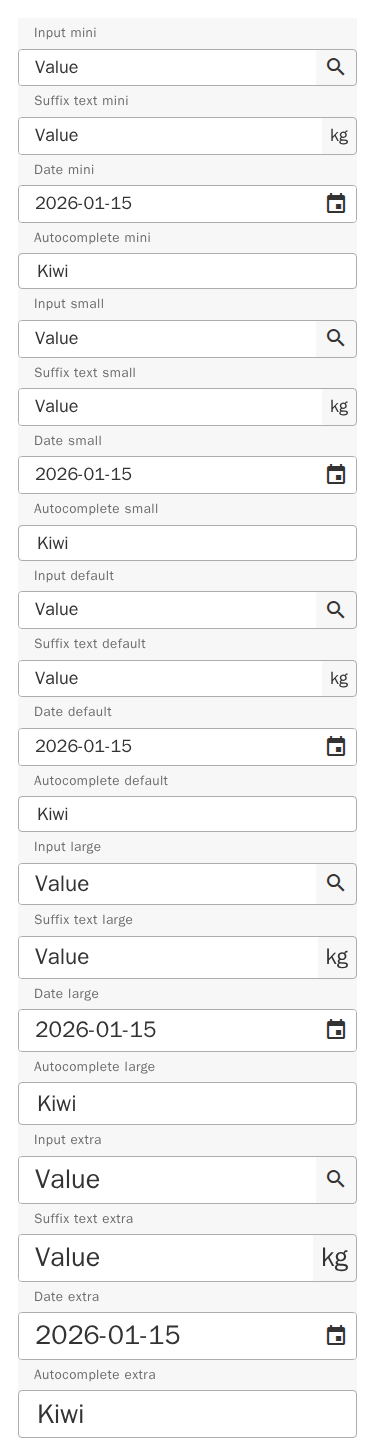 Input mini
Value
Suffix text mini
Value kg
Date mini
2026-01-15
Autocomplete mini
Kiwi
Input small
Value
Suffix text small
Value kg
Date small
2026-01-15
Autocomplete small
Kiwi
Input default
Value
Suffix text default
Value kg
Date default
2026-01-15
Autocomplete default
Kiwi
Input large
Value
Suffix text large
Value kg
Date large
2026-01-15
Autocomplete large
Kiwi
Input extra
Value
Suffix text extra
Value kg
Date extra
2026-01-15
Autocomplete extra
Kiwi